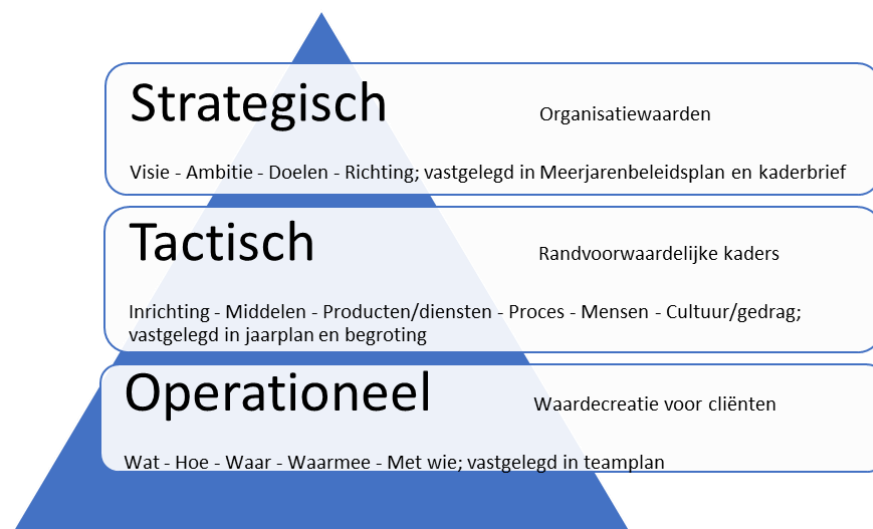 Strategisch
Organisatiewaarden
Visie - Ambitie - Doelen - Richting; vastgelegd in Meerjarenbeleidsplan en kaderbrief
Tactisch
Randvoorwaardelijke kaders
Inrichting - Middelen - Producten/diensten - Proces - Mensen - Cultuur/gedrag;
vastgelegd in jaarplan en begroting
Operationeel
Waardecreatie voor cliënten
Wat - Hoe - Waar - Waarmee - Met wie; vastgelegd in teamplan